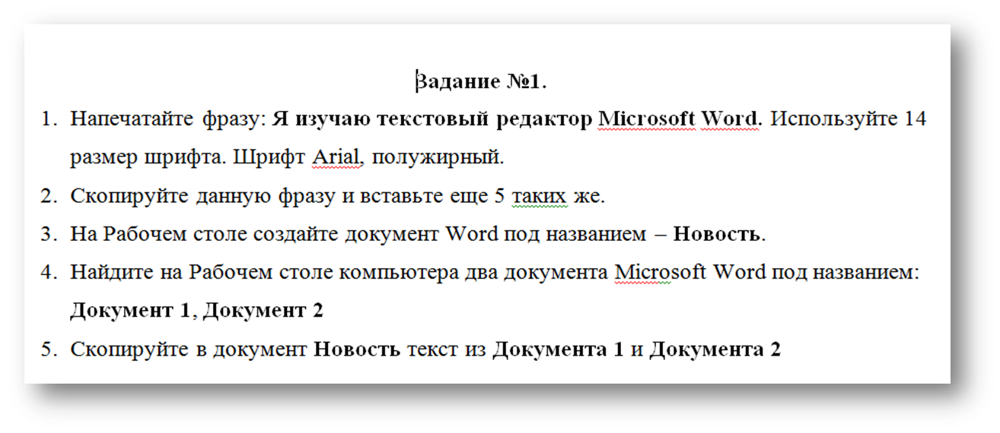 Задание №1.
1. Напечатайте фразу: Я изучаю текстовый редактор Microsoft Word. Используйте 14
размер шрифта. Шрифт Arial, полужирный.
2. Скопируйте данную фразу и вставьте еще 5 таких же.
3. На Рабочем столе создайте документ Word под названием – Новость.
4. Найдите на Рабочем столе компьютера два документа Microsoft Word под названием:
Документ 1, Документ 2
5. Скопируйте в документ Новость текст из Документа 1 и Документа 2